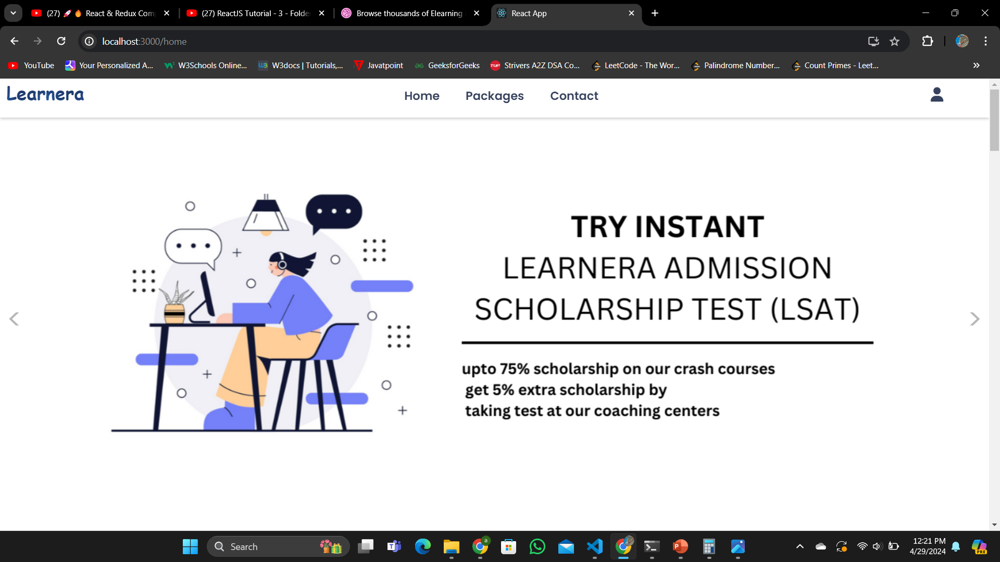 (27) 🚀🔥 React & Redux Com
(27) ReactJS Tutorial - 3 - Folde
Browse thousands of Elearning
React App
localhost:3000/home
YouTube
Your Personalized A...
W3Schools Online...
W3docs | Tutorials,...
Javatpoint
GeeksforGeeks
Strivers A2Z DSA Co...
LeetCode - The Wor...
Palindrome Number...
Count Primes - Leet...
Learnera
Home
Packages
Contact
TRY INSTANT
LEARNERA ADMISSION
SCHOLARSHIP TEST (LSAT)
upto 75% scholarship on our crash courses
get 5% extra scholarship by
taking test at our coaching centers
Search
12:21 PM
4/29/2024
PRE